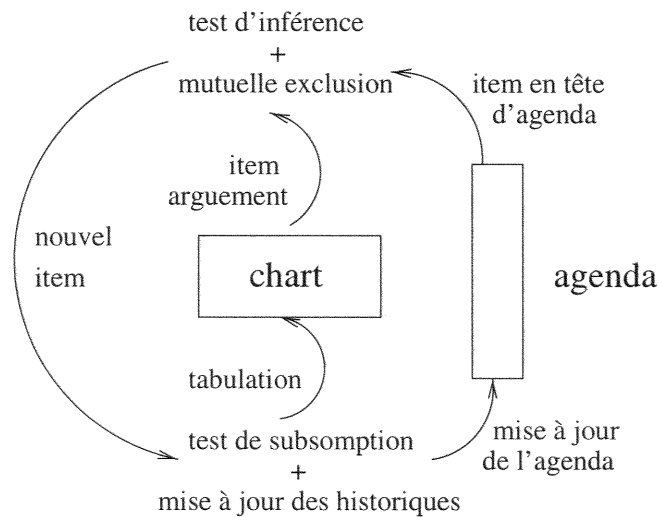 test d'inférence
+
mutuelle exclusion
item en tête
d'agenda
item
arguement
nouvel
item
chart
agenda
tabulation
test de subsomption
+
mise à jour des historiques
mise à jour
de l'agenda